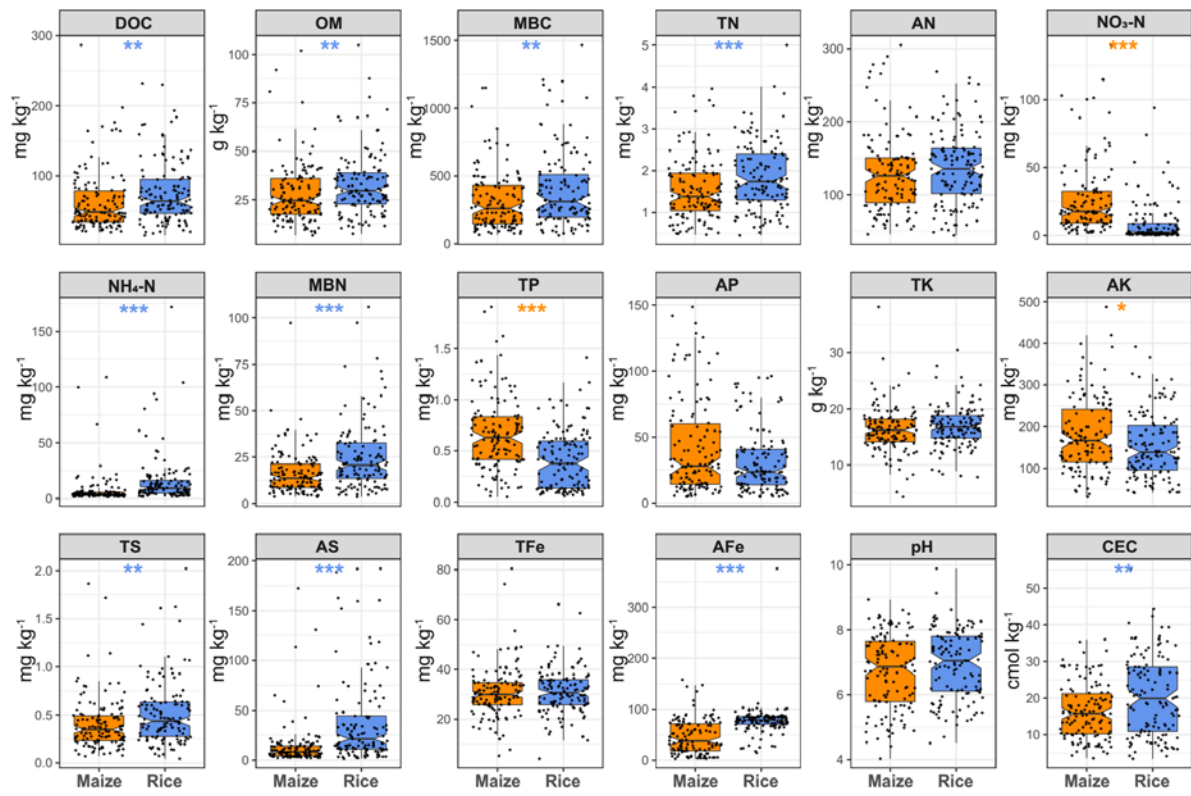 DOC OM MBC TN AN NO₃-N
** ** ** *** ***
mg kg⁻¹ g kg⁻¹ mg kg⁻¹ mg kg⁻¹ mg kg⁻¹ mg kg⁻¹
300 100 1500 5 300 100
200 75 1000 4 200 50
100 50 500 3 100 0
25 0 2
1
NH₄-N MBN TP AP TK AK
*** *** *** *
mg kg⁻¹ mg kg⁻¹ mg kg⁻¹ mg kg⁻¹ g kg⁻¹ mg kg⁻¹
150 100 1.5 150 30 500
100 75 1.0 100 20 400
50 50 0.5 50 10 300
0 25 0.0 0 200
0 100
TS AS TFe AFe pH CEC
** *** *** **
mg kg⁻¹ mg kg⁻¹ mg kg⁻¹ mg kg⁻¹ cmol kg⁻¹
2.0 200 80 300 10 50
1.5 150 60 200 8 40
1.0 100 40 100 6 30
0.5 50 20 0 4 20
0.0 0 10
Maize Rice Maize Rice Maize Rice Maize Rice Maize Rice Maize Rice